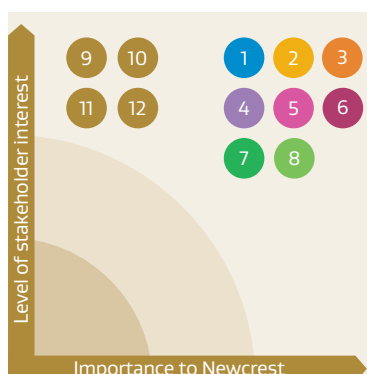 Level of stakeholder interest
9 10 1 2 3
11 12 4 5 6
7 8
Importance to Newcrest